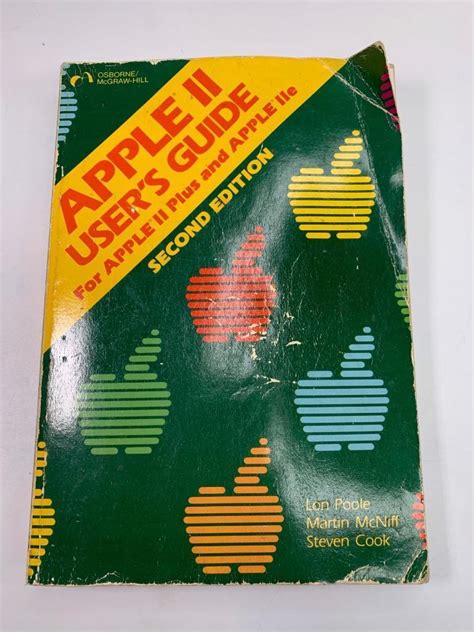 OSBORNE/
McGRAW-HILL
APPLE II
USER'S GUIDE
For APPLE II Plus and APPLE IIe
SECOND EDITION
Lon Poole
Martin McNiff
Steven Cook